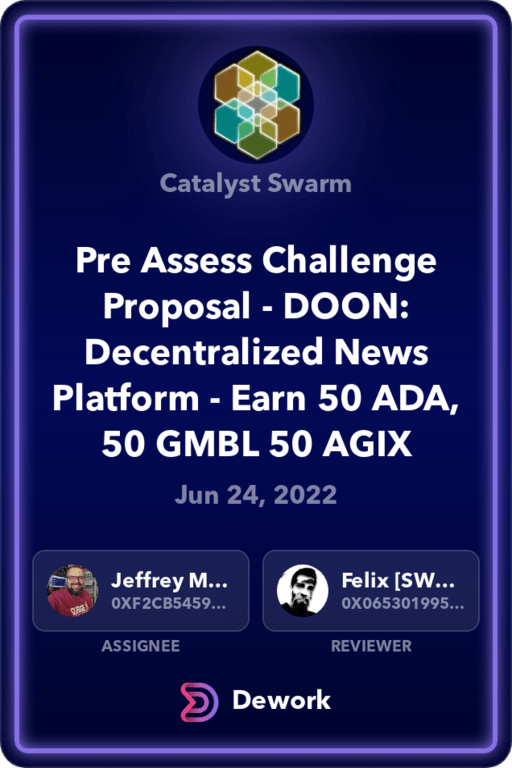 Catalyst Swarm
Pre Assess Challenge
Proposal - DOON:
Decentralized News
Platform - Earn 50 ADA,
50 GMBL 50 AGIX
Jun 24, 2022
Jeffrey M...
0XF2CB5459...
ASSIGNEE
Felix [SW...
0X065301995...
REVIEWER
Dework